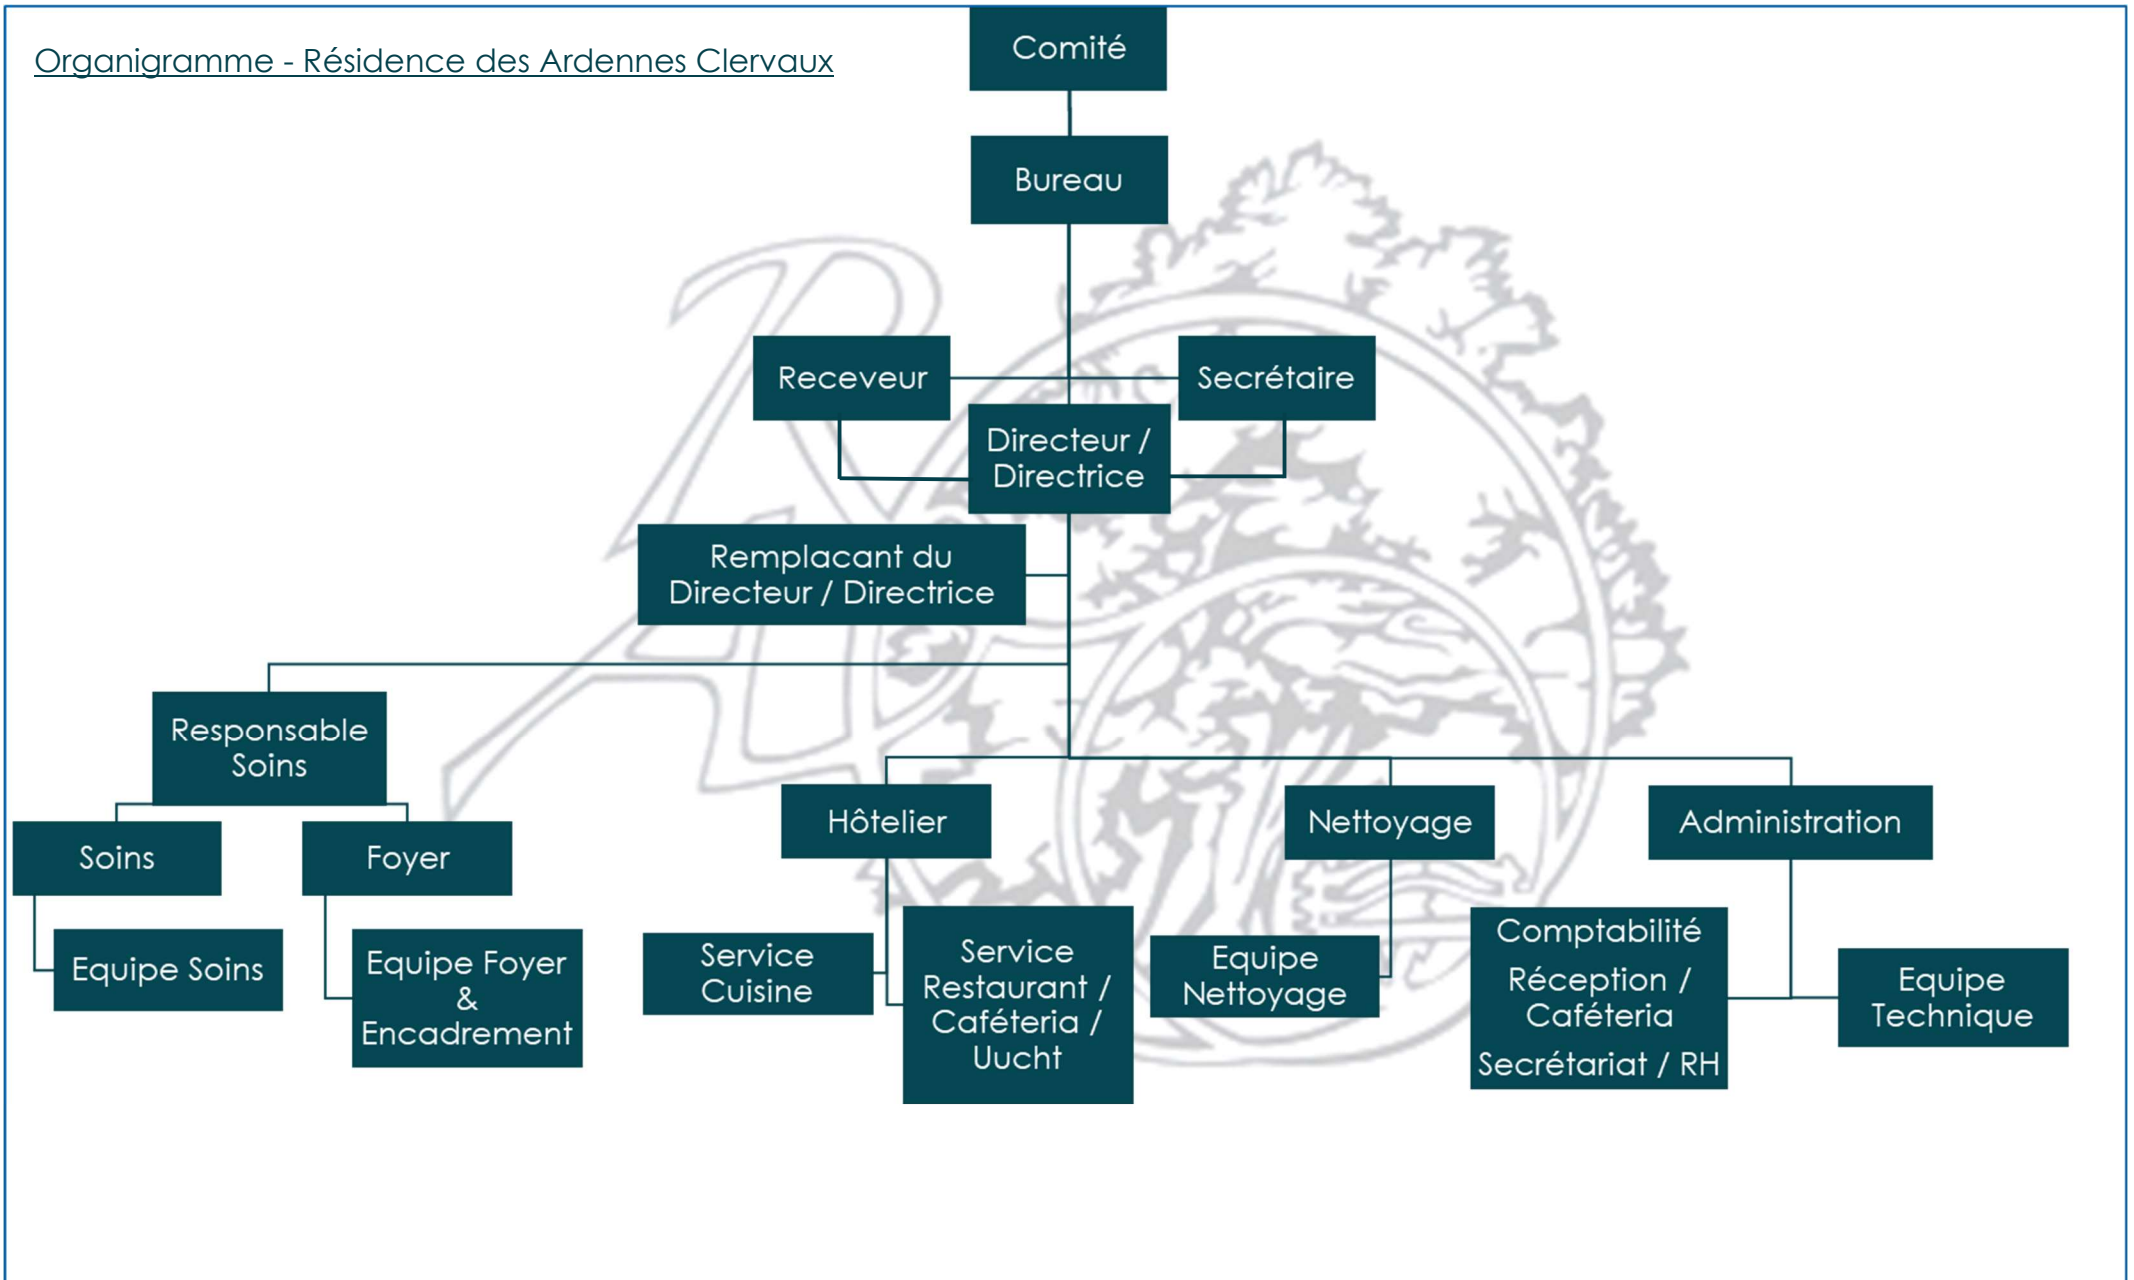 Organigramme - Résidence des Ardennes Clervaux
Comité
Bureau
Receveur
Secrétaire
Directeur /
Directrice
Remplacant du
Directeur / Directrice
Responsable
Soins
Soins
Foyer
Equipe Soins
Equipe Foyer
&
Encadrement
Hôtelier
Service
Cuisine
Service
Restaurant /
Caféteria /
Uucht
Nettoyage
Equipe
Nettoyage
Administration
Comptabilité
Réception /
Caféteria
Secrétariat / RH
Equipe
Technique